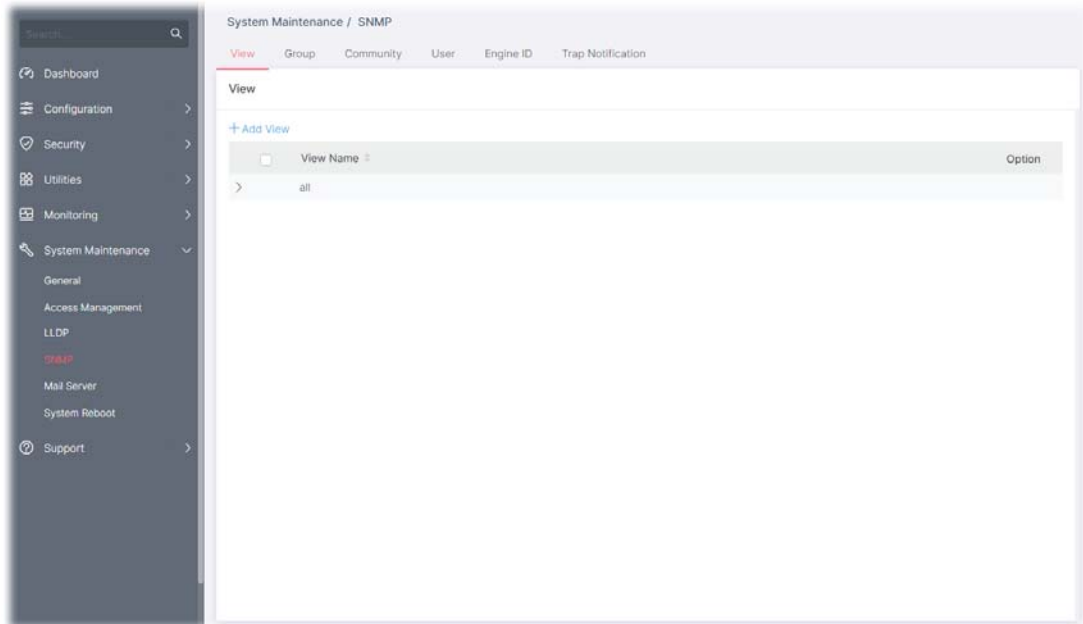 Search...
System Maintenance / SNMP
View Group Community User Engine ID Trap Notification
View
+ Add View
View Name Option
all
Dashboard
Configuration
Security
Utilities
Monitoring
System Maintenance
General
Access Management
LLDP
SNMP
Mail Server
System Reboot
Support